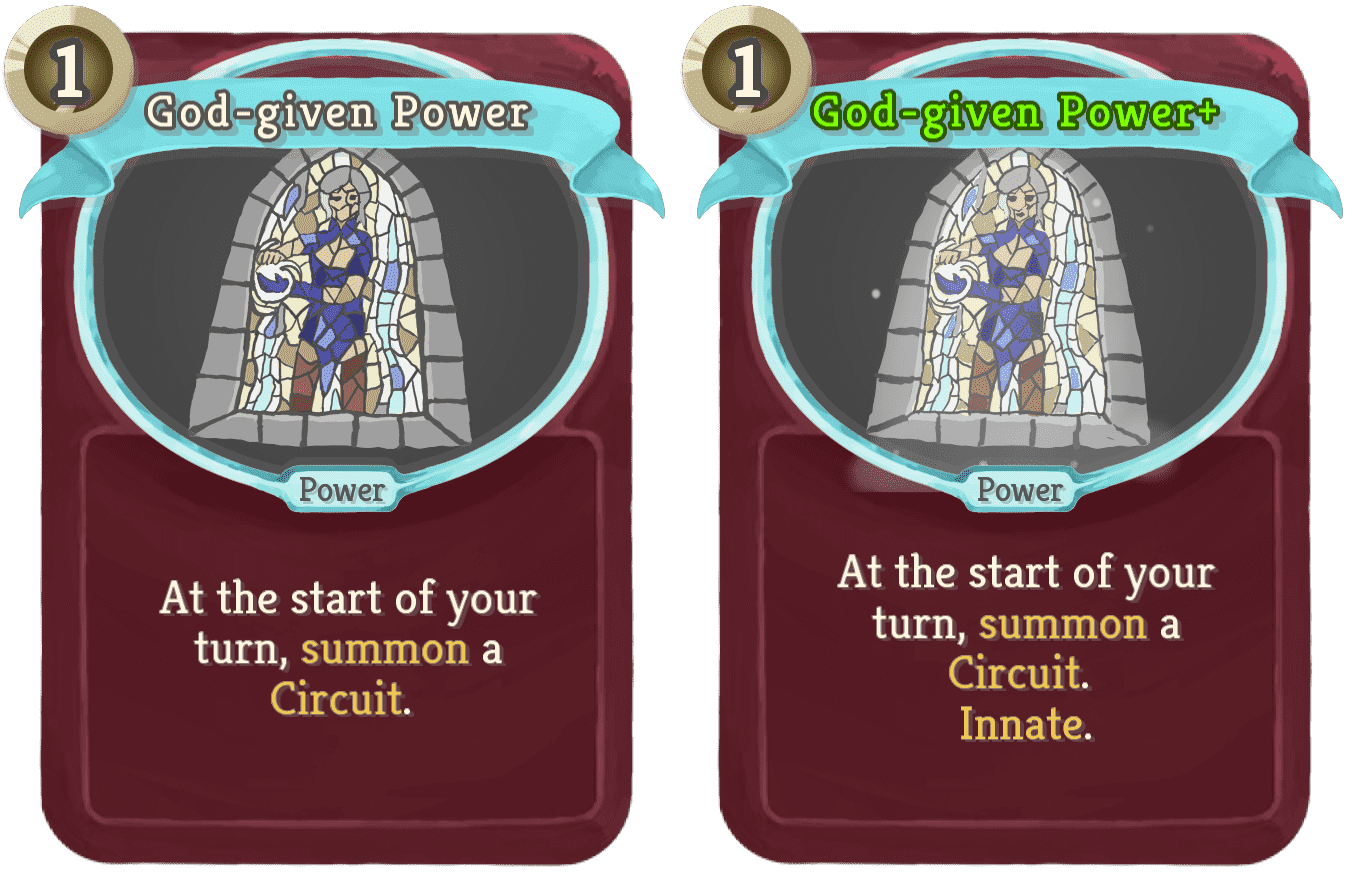 1
God-given Power
Power
At the start of your
turn, summon a
Circuit.
1
God-given Power+
Power
At the start of your
turn, summon a
Circuit.
Innate.